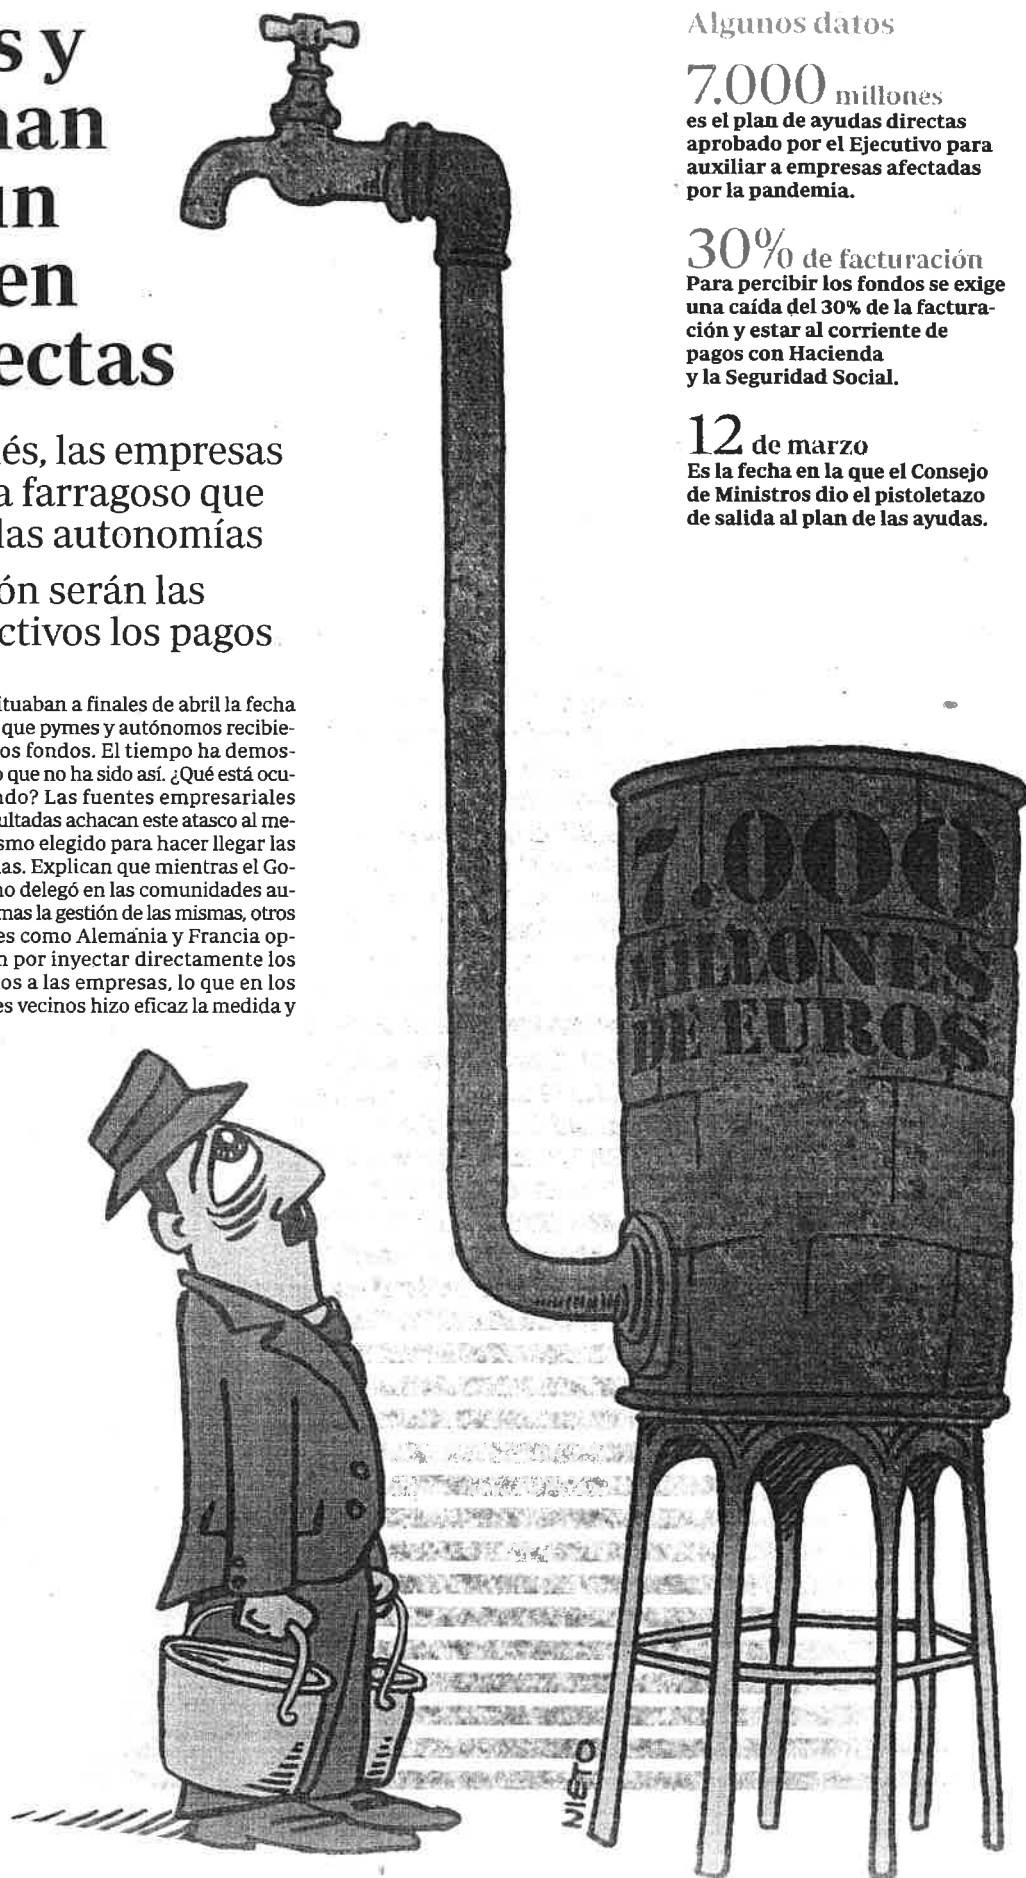 s y
nan
un
en
ectas
és, las empresas
a farragoso que
las autonomías
ón serán las
ctivos los pagos
ituaban a finales de abril la fecha
que pymes y autónomos recibie-
os fondos. El tiempo ha demos-
o que no ha sido así. ¿Qué está ocu-
ndo? Las fuentes empresariales
ultadas achacan este atasco al me-
smo elegido para hacer llegar las
as. Explican que mientras el Go-
no delegó en las comunidades au-
mas la gestión de las mismas, otros
es como Alemania y Francia op-
n por inyectar directamente los
os a las empresas, lo que en los
es vecinos hizo eficaz la medida y
Algunos datos
7.000 millones
es el plan de ayudas directas
aprobado por el Ejecutivo para
auxiliar a empresas afectadas
por la pandemia.
30% de facturación
Para percibir los fondos se exige
una caída del 30% de la factura-
ción y estar al corriente de
pagos con Hacienda
y la Seguridad Social.
12 de marzo
Es la fecha en la que el Consejo
de Ministros dio el pistoletazo
de salida al plan de las ayudas.
7.000
MILLONES
DE EUROS
NIETO